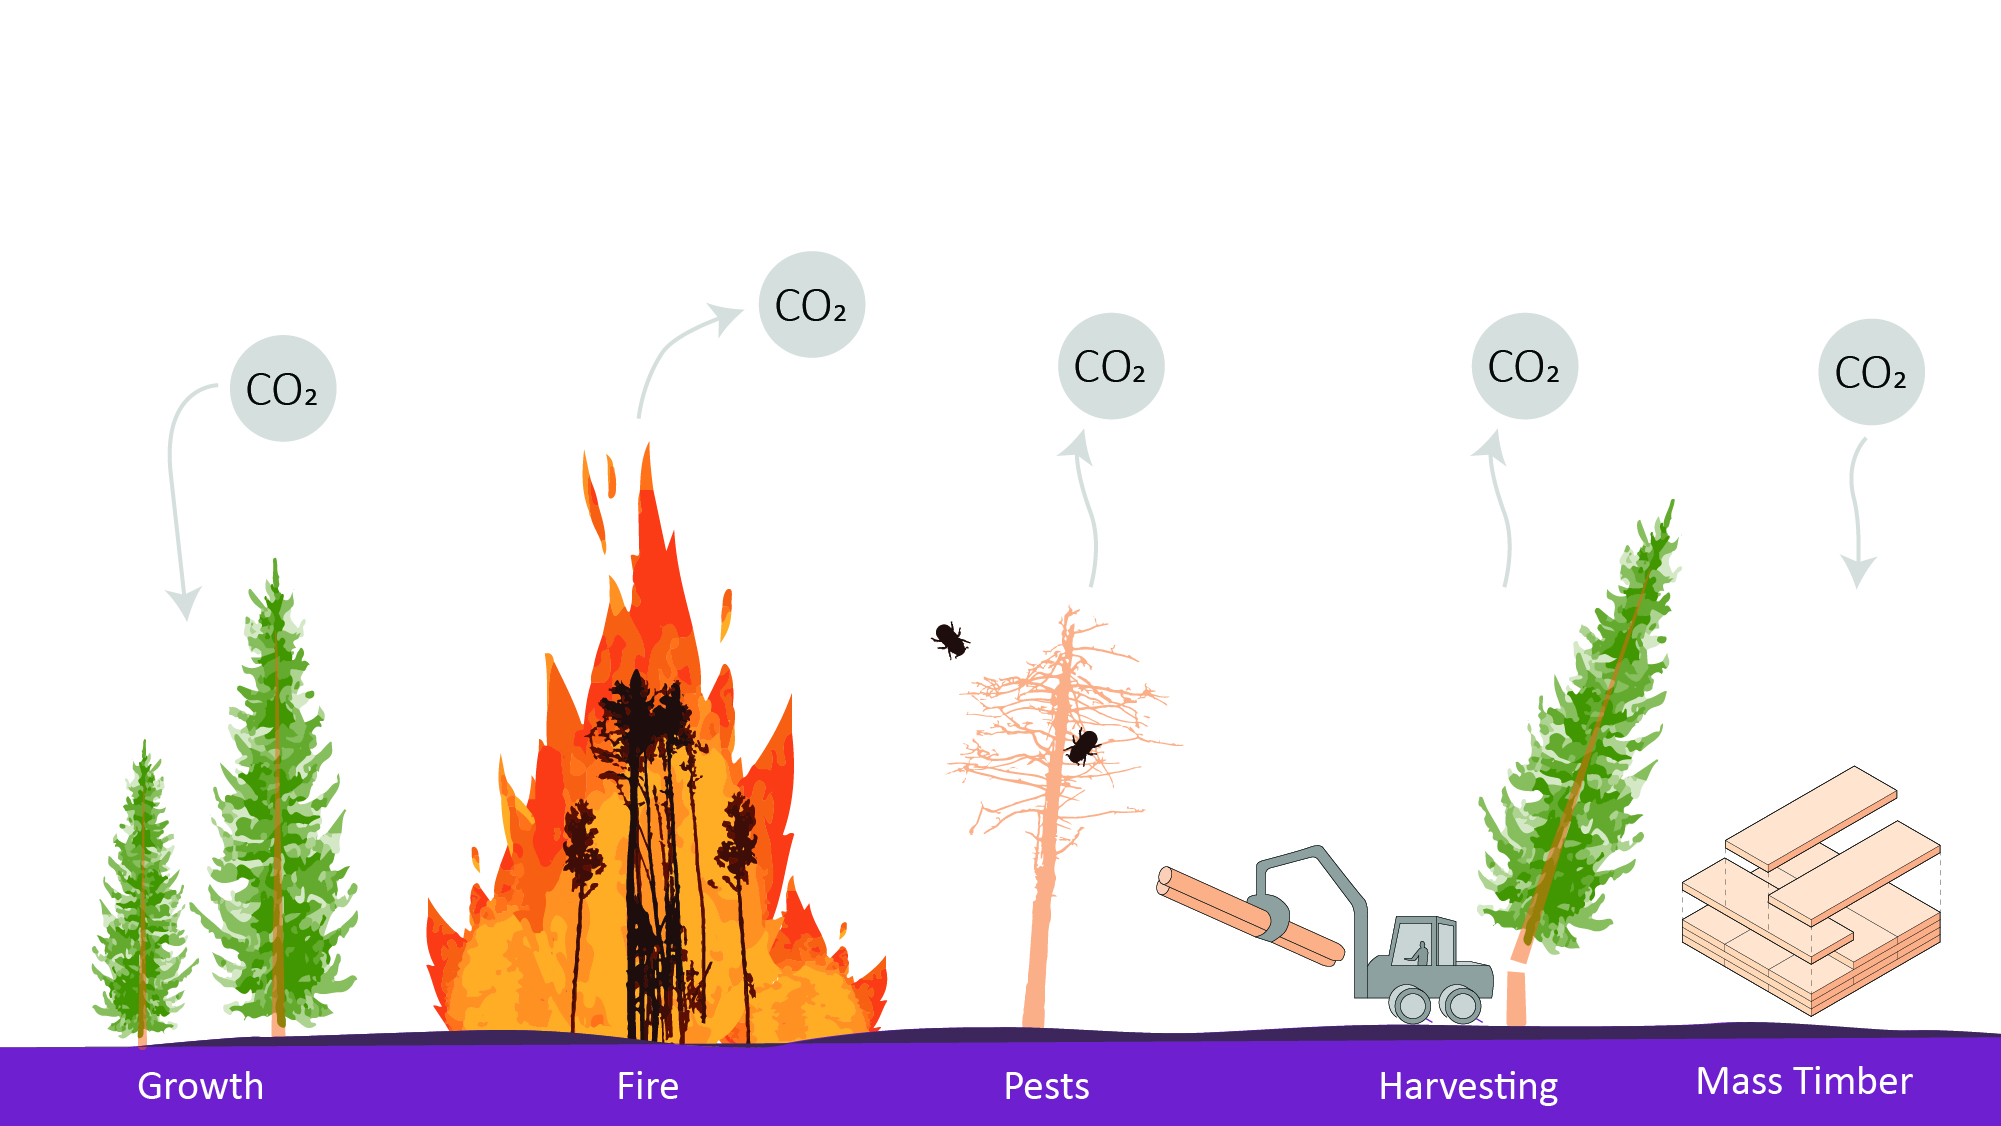 CO₂
CO₂
CO₂
CO₂
CO₂
Growth
Fire
Pests
Harvesting
Mass Timber